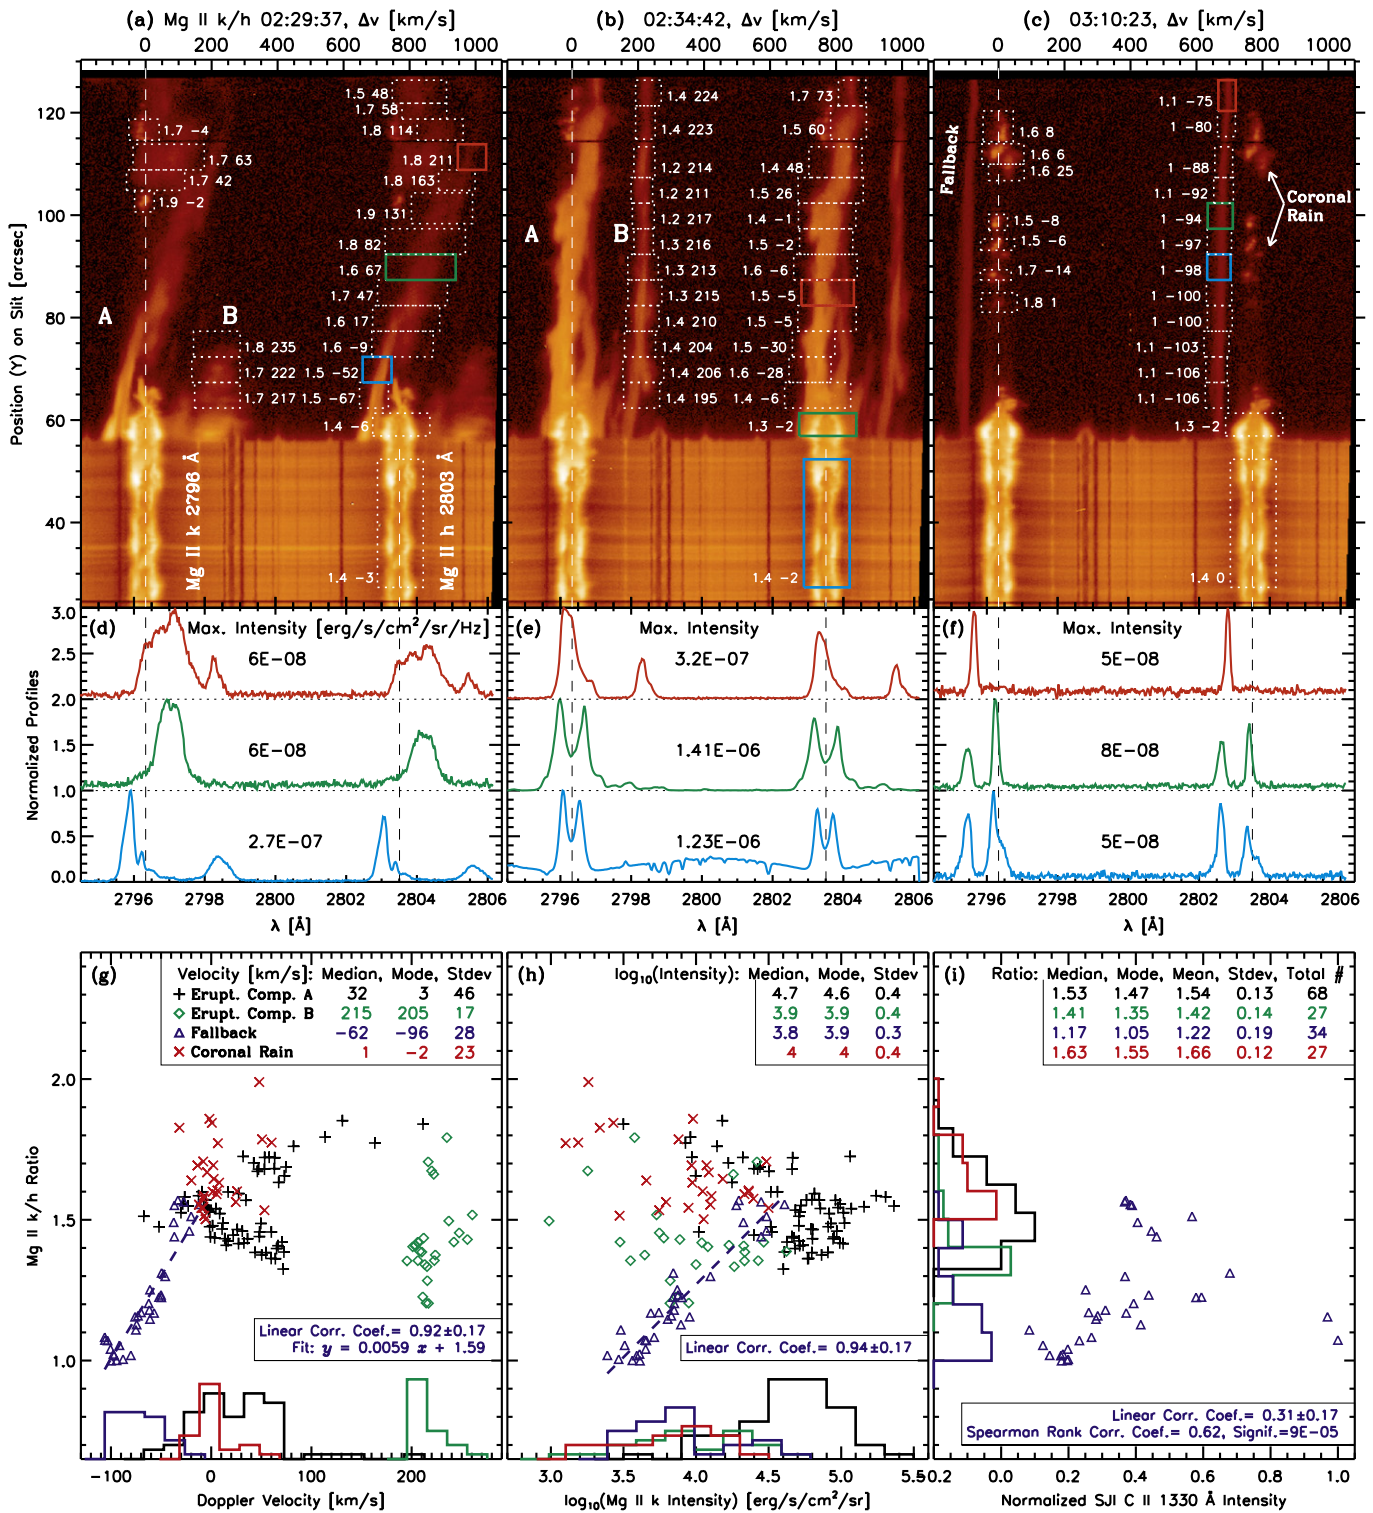 (a) Mg II k/h 02:29:37, Δv [km/s]
(b) 02:34:42, Δv [km/s]
(c) 03:10:23, Δv [km/s]
0 200 400 600 800 1000
0 200 400 600 800 1000
0 200 400 600 800 1000
Position (Y) on Slit [arcsec]
120
100
80
60
40
1.5 48
1.7 58
1.7 -4
1.8 114
1.7 63
1.8 211
1.7 42
1.8 163
1.9 -2
1.9 131
1.8 82
1.6 67
1.7 47
A
B
1.6 17
1.8 235
1.6 -9
1.7 222
1.5 -52
1.7 217
1.5 -67
1.4 -6
Mg II k 2796 Å
Mg II h 2803 Å
1.4 -3
1.4 224
1.7 73
1.4 223
1.5 60
1.2 214
1.4 48
1.2 211
1.5 26
1.2 217
1.4 -1
A
B
1.3 216
1.5 -2
1.3 213
1.6 -6
1.3 215
1.5 -5
1.4 210
1.5 -5
1.4 204
1.5 -30
1.4 206
1.6 -28
1.4 195
1.4 -6
1.3 -2
1.4 -2
Fallback
1.1 -75
1.6 8
1 -80
1.6 6
1.6 25
1 -88
1.1 -92
Coronal
Rain
1.5 -8
1 -94
1.5 -6
1 -97
1.7 -14
1 -98
1.8 1
1 -100
1 -100
1.1 -103
1.1 -106
1.1 -106
1.3 -2
1.4 0
Normalized Profiles
3.0
2.5
2.0
1.5
1.0
0.5
0.0
(d) Max. Intensity [erg/s/cm²/sr/Hz]
6E-08
6E-08
2.7E-07
(e) Max. Intensity
3.2E-07
1.41E-06
1.23E-06
(f) Max. Intensity
5E-08
8E-08
5E-08
2796 2798 2800 2802 2804 2806
2796 2798 2800 2802 2804 2806
2796 2798 2800 2802 2804 2806
λ [Å]
λ [Å]
λ [Å]
(g) Velocity [km/s]: Median, Mode, Stdev
Erupt. Comp. A 32 3 46
Erupt. Comp. B 215 205 17
Fallback -62 -96 28
Coronal Rain 1 -2 23
Mg II k/h Ratio
2.0
1.5
1.0
Linear Corr. Coef.= 0.92±0.17
Fit: y = 0.0059 x + 1.59
-100 0 100 200
Doppler Velocity [km/s]
(h) log₁₀(Intensity): Median, Mode, Stdev
4.7 4.6 0.4
3.9 3.9 0.4
3.8 3.9 0.3
4 4 0.4
Linear Corr. Coef.= 0.94±0.17
3.0 3.5 4.0 4.5 5.0 5.5
log₁₀(Mg II k Intensity) [erg/s/cm²/sr]
(i) Ratio: Median, Mode, Mean, Stdev, Total #
1.53 1.47 1.54 0.13 68
1.41 1.35 1.42 0.14 27
1.17 1.05 1.22 0.19 34
1.63 1.55 1.66 0.12 27
Linear Corr. Coef.= 0.31±0.17
Spearman Rank Corr. Coef.= 0.62, Signif.=9E-05
0.0 0.2 0.4 0.6 0.8 1.0
Normalized SJI C II 1330 Å Intensity